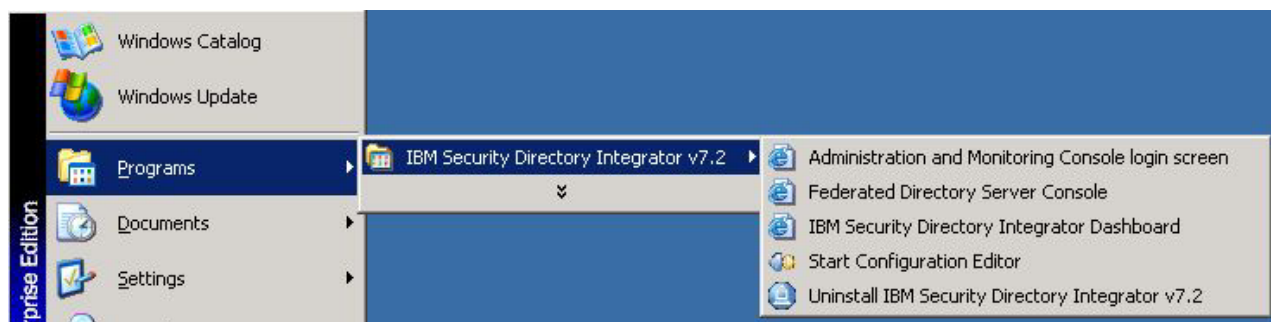 Windows Catalog
Windows Update
Programs
Documents
Settings
IBM Security Directory Integrator v7.2
Administration and Monitoring Console login screen
Federated Directory Server Console
IBM Security Directory Integrator Dashboard
Start Configuration Editor
Uninstall IBM Security Directory Integrator v7.2
Edition